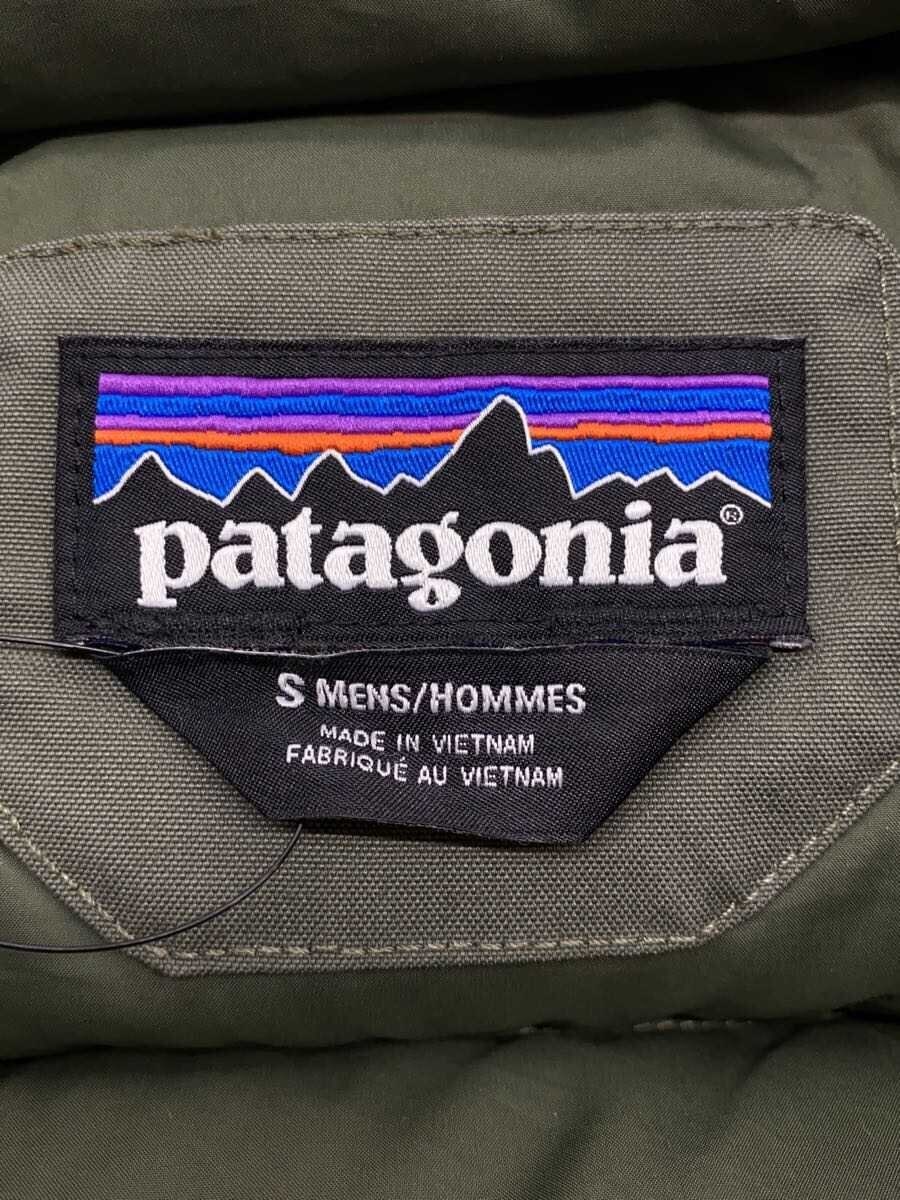 patagonia®
S MENS/HOMMES
MADE IN VIETNAM
FABRIQUÉ AU VIETNAM